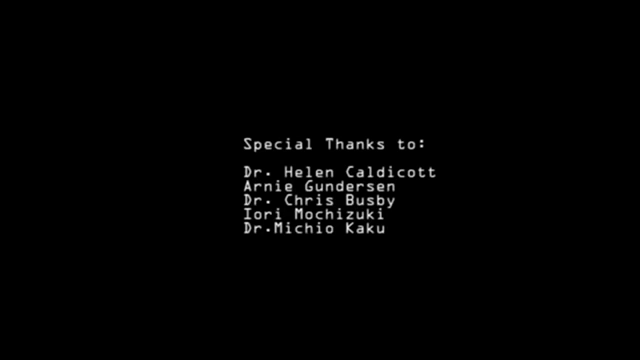 Special Thanks to:
Dr. Helen Caldicott
Arnie Gundersen
Dr. Chris Busby
Iori Mochizuki
Dr.Michio Kaku